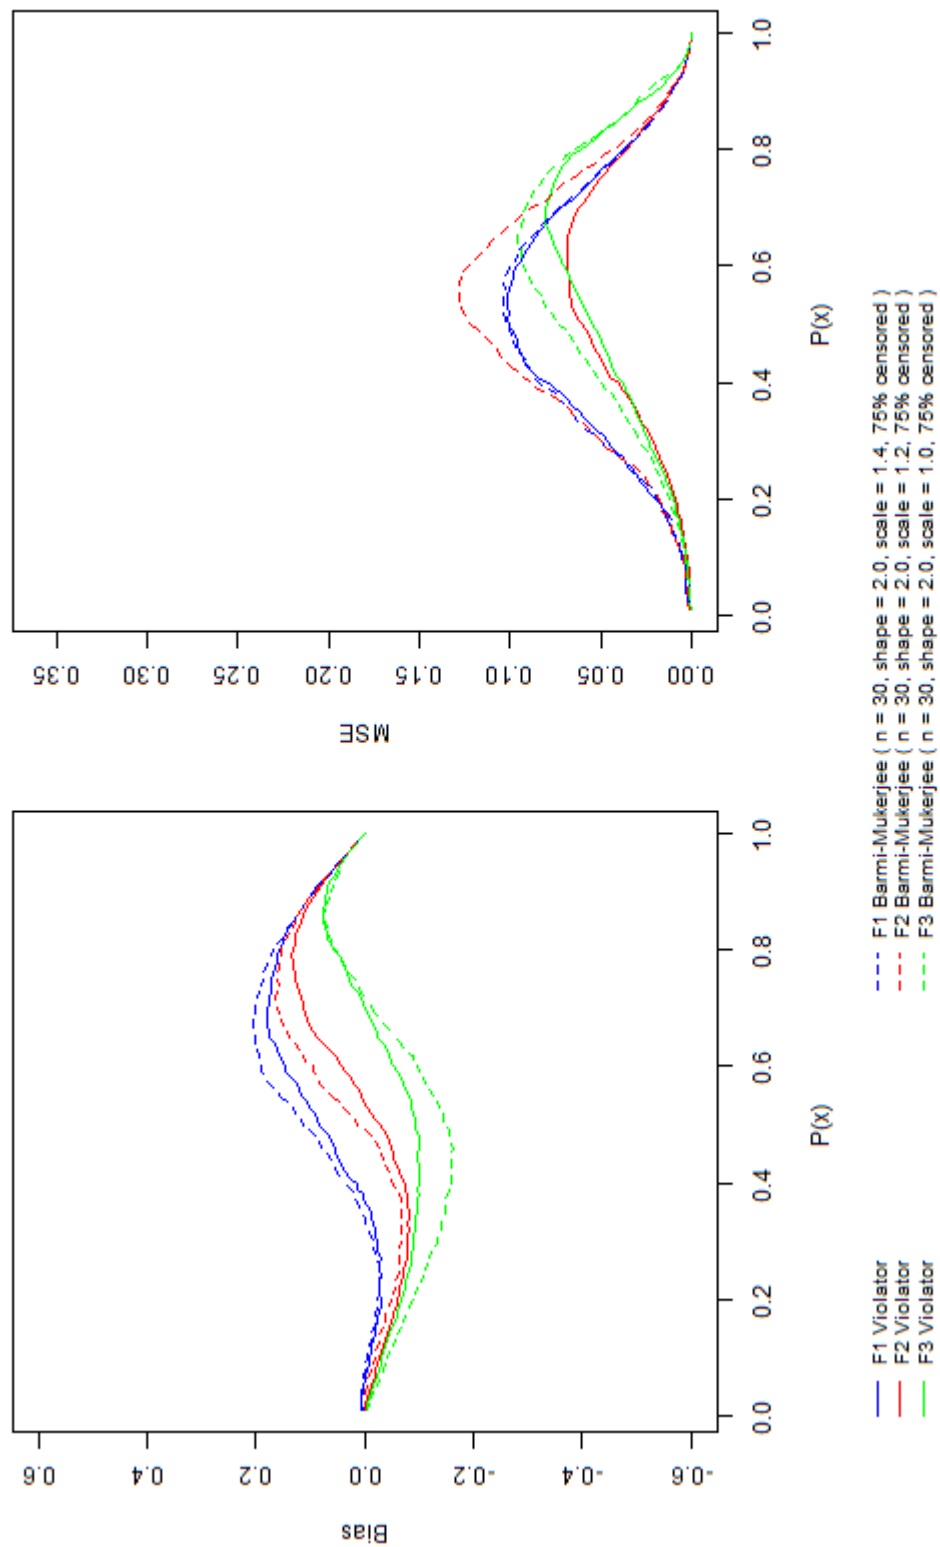 Bias
-0.6 -0.4 -0.2 0.0 0.2 0.4 0.6
0.0 0.2 0.4 0.6 0.8 1.0
P(x)
MSE
0.00 0.05 0.10 0.15 0.20 0.25 0.30 0.35
0.0 0.2 0.4 0.6 0.8 1.0
P(x)
F1 Violator
F2 Violator
F3 Violator
F1 Barmi-Mukerjee ( n = 30, shape = 2.0, scale = 1.4, 75% censored )
F2 Barmi-Mukerjee ( n = 30, shape = 2.0, scale = 1.2, 75% censored )
F3 Barmi-Mukerjee ( n = 30, shape = 2.0, scale = 1.0, 75% censored )